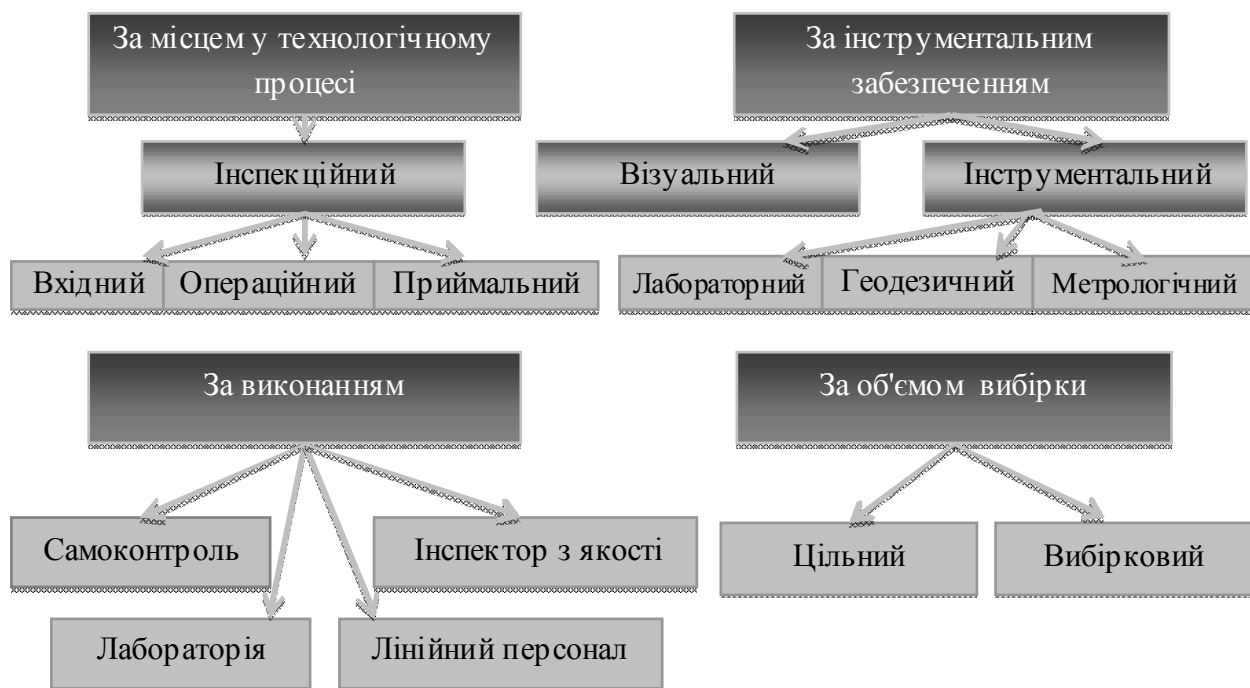 За місцем у технологічному
процесі
За інструментальним
забезпеченням
Інспекційний
Візуальний
Інструментальний
Вхідний
Операційний
Приймальний
Лабораторний
Геодезичний
Метрологічний
За виконанням
За об'ємом вибірки
Самоконтроль
Інспектор з якості
Цільний
Вибірковий
Лабораторія
Лінійний персонал